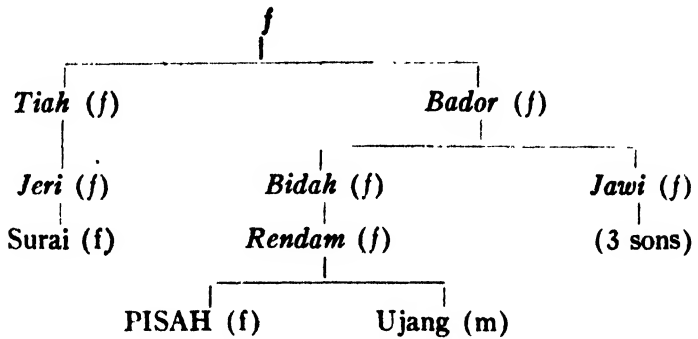 f
Tiah (f) Bador (f)
Jeri (f) Bidah (f) Jawi (f)
Surai (f) Rendam (f) (3 sons)
PISAH (f) Ujang (m)